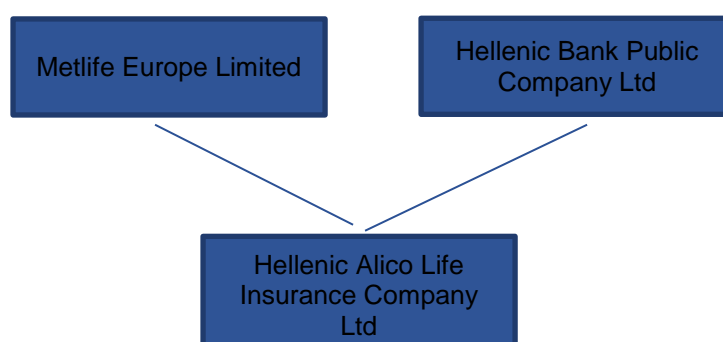 Metlife Europe Limited
Hellenic Bank Public
Company Ltd
Hellenic Alico Life
Insurance Company
Ltd